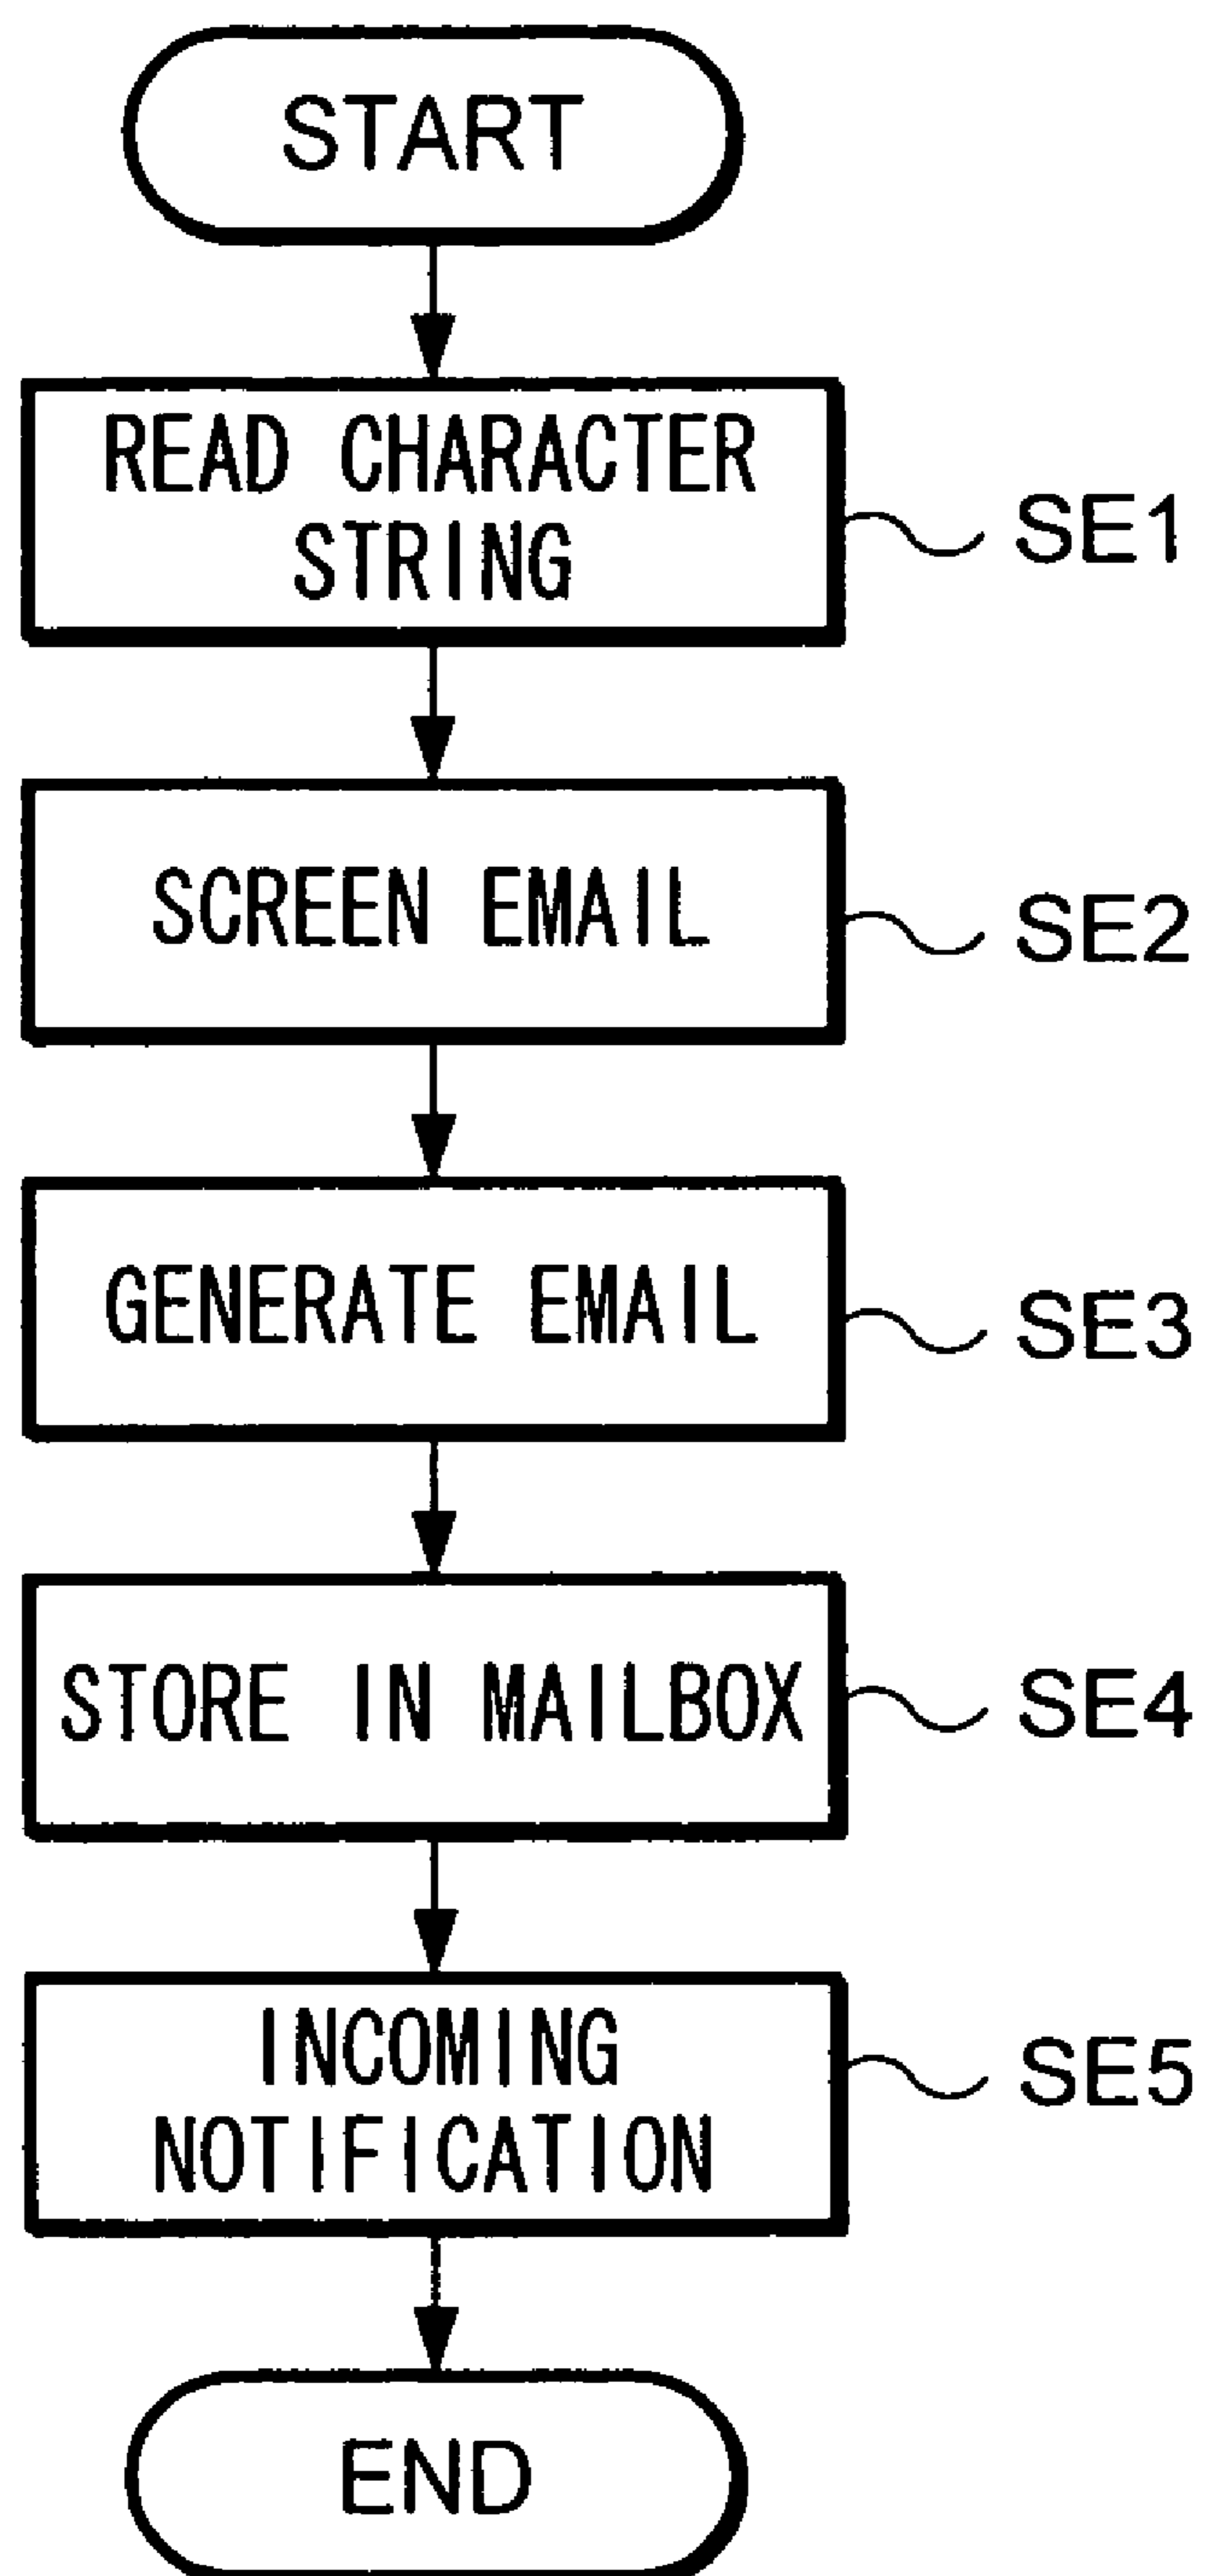 START
READ CHARACTER
STRING
SE1
SCREEN EMAIL
SE2
GENERATE EMAIL
SE3
STORE IN MAILBOX
SE4
INCOMING
NOTIFICATION
SE5
END